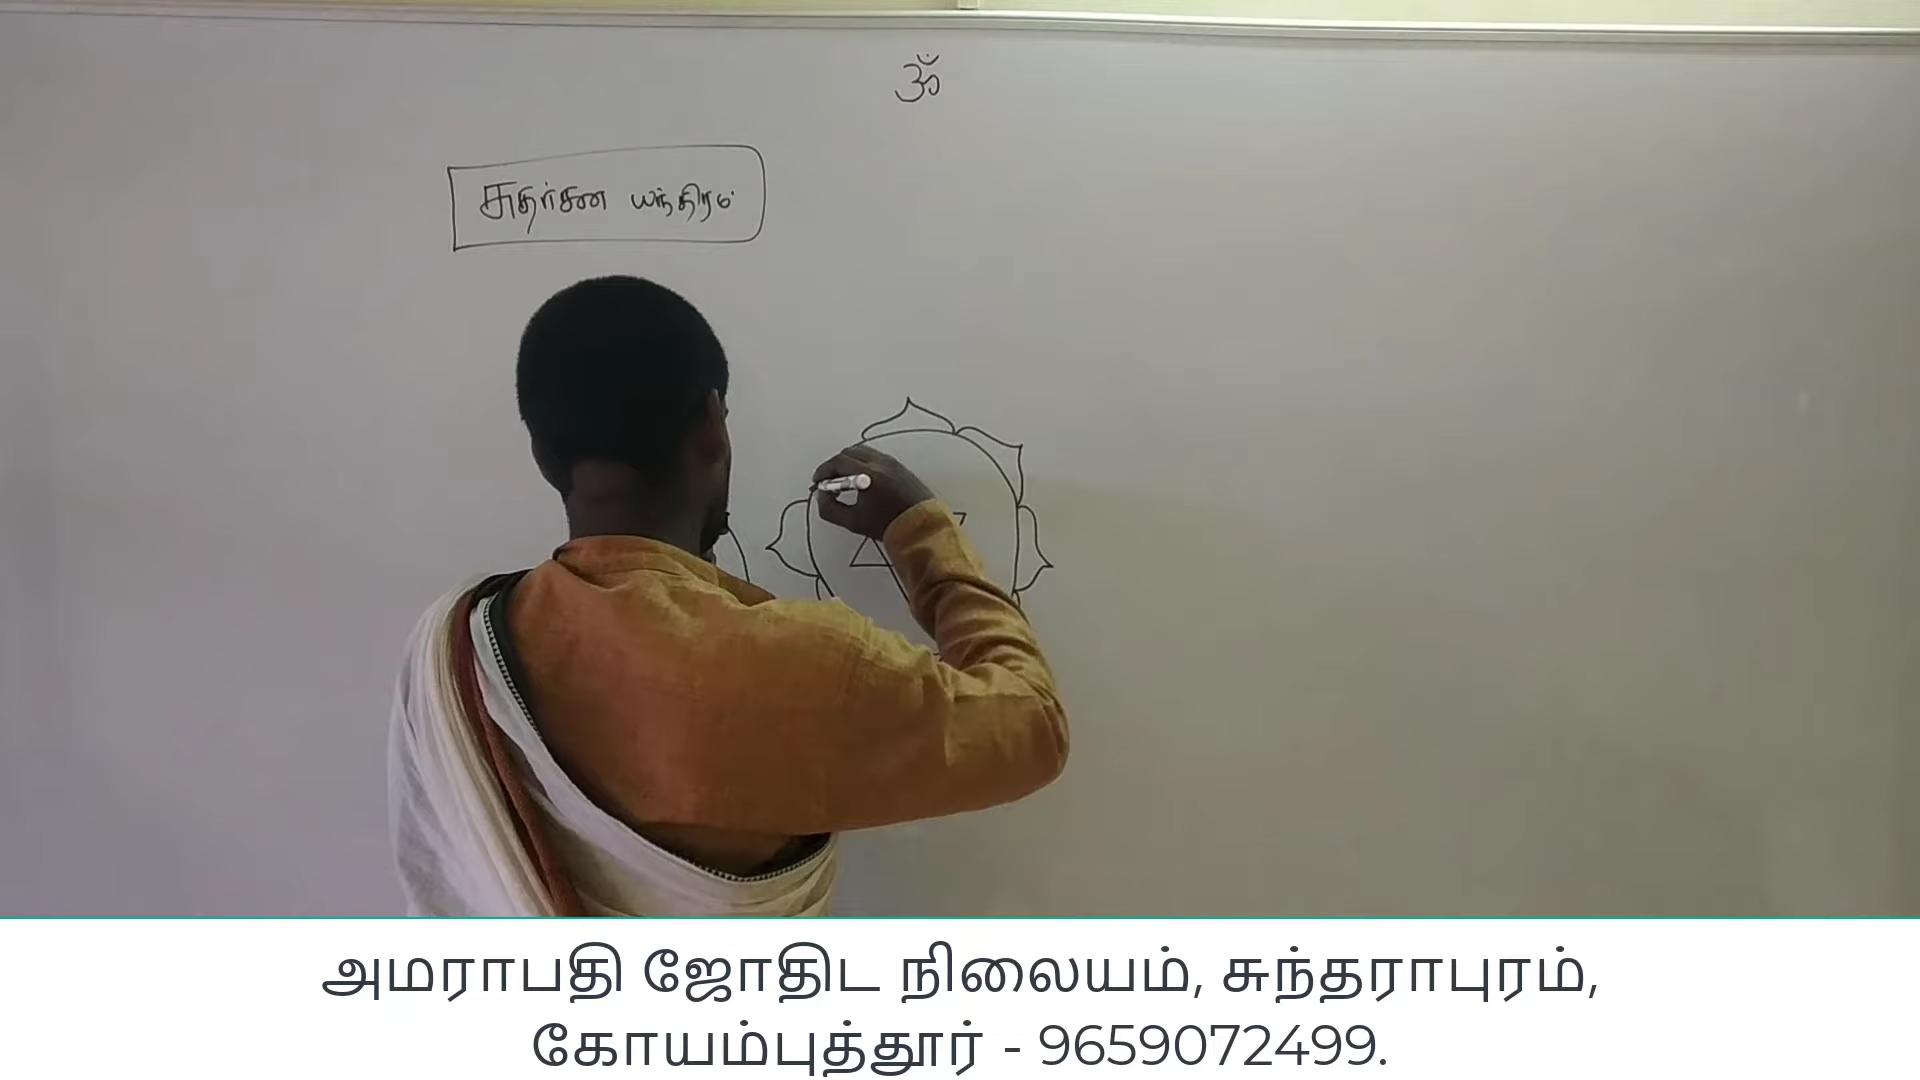 ॐ
சுதர்சன யந்திரம்
அமராபதி ஜோதிட நிலையம், சுந்தராபுரம்,
கோயம்புத்தூர் - 9659072499.